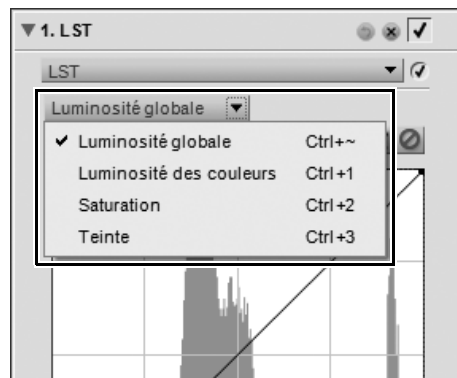 1. LST
LST
Luminosité globale
Luminosité globale Ctrl+~
Luminosité des couleurs Ctrl+1
Saturation Ctrl+2
Teinte Ctrl+3